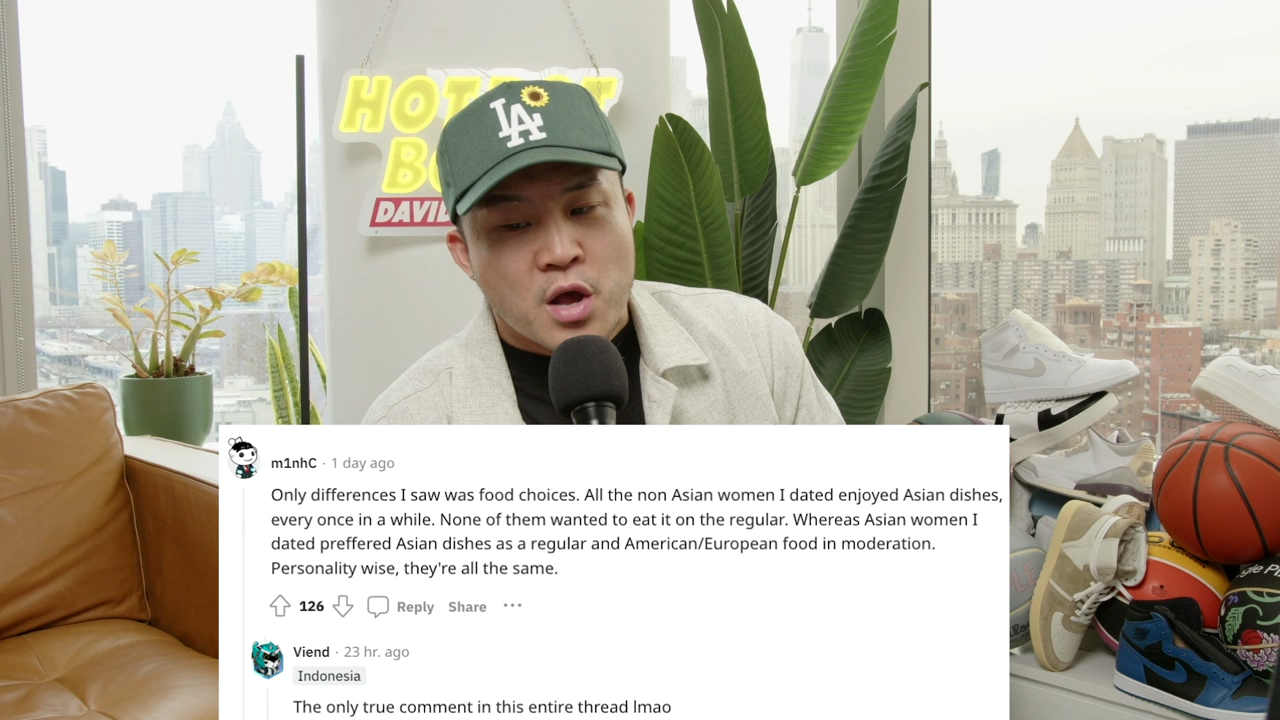 HOT
LA
BO
DAVID
m1nhC · 1 day ago
Only differences I saw was food choices. All the non Asian women I dated enjoyed Asian dishes,
every once in a while. None of them wanted to eat it on the regular. Whereas Asian women I
dated preffered Asian dishes as a regular and American/European food in moderation.
Personality wise, they're all the same.
126 Reply Share ···
Viend · 23 hr. ago
Indonesia
The only true comment in this entire thread lmao